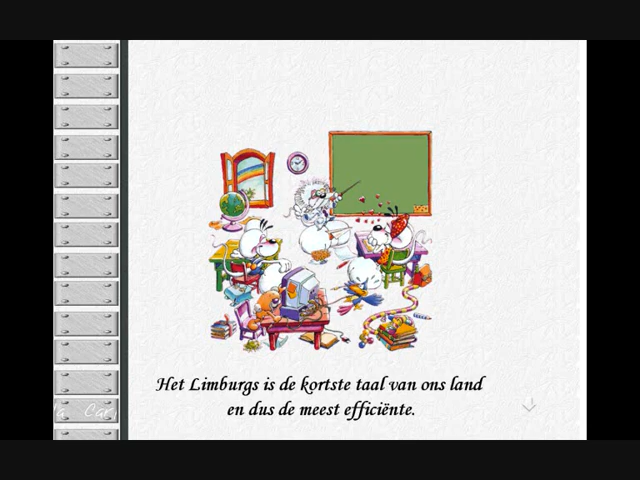 Het Limburgs is de kortste taal van ons land
en dus de meest efficiënte.